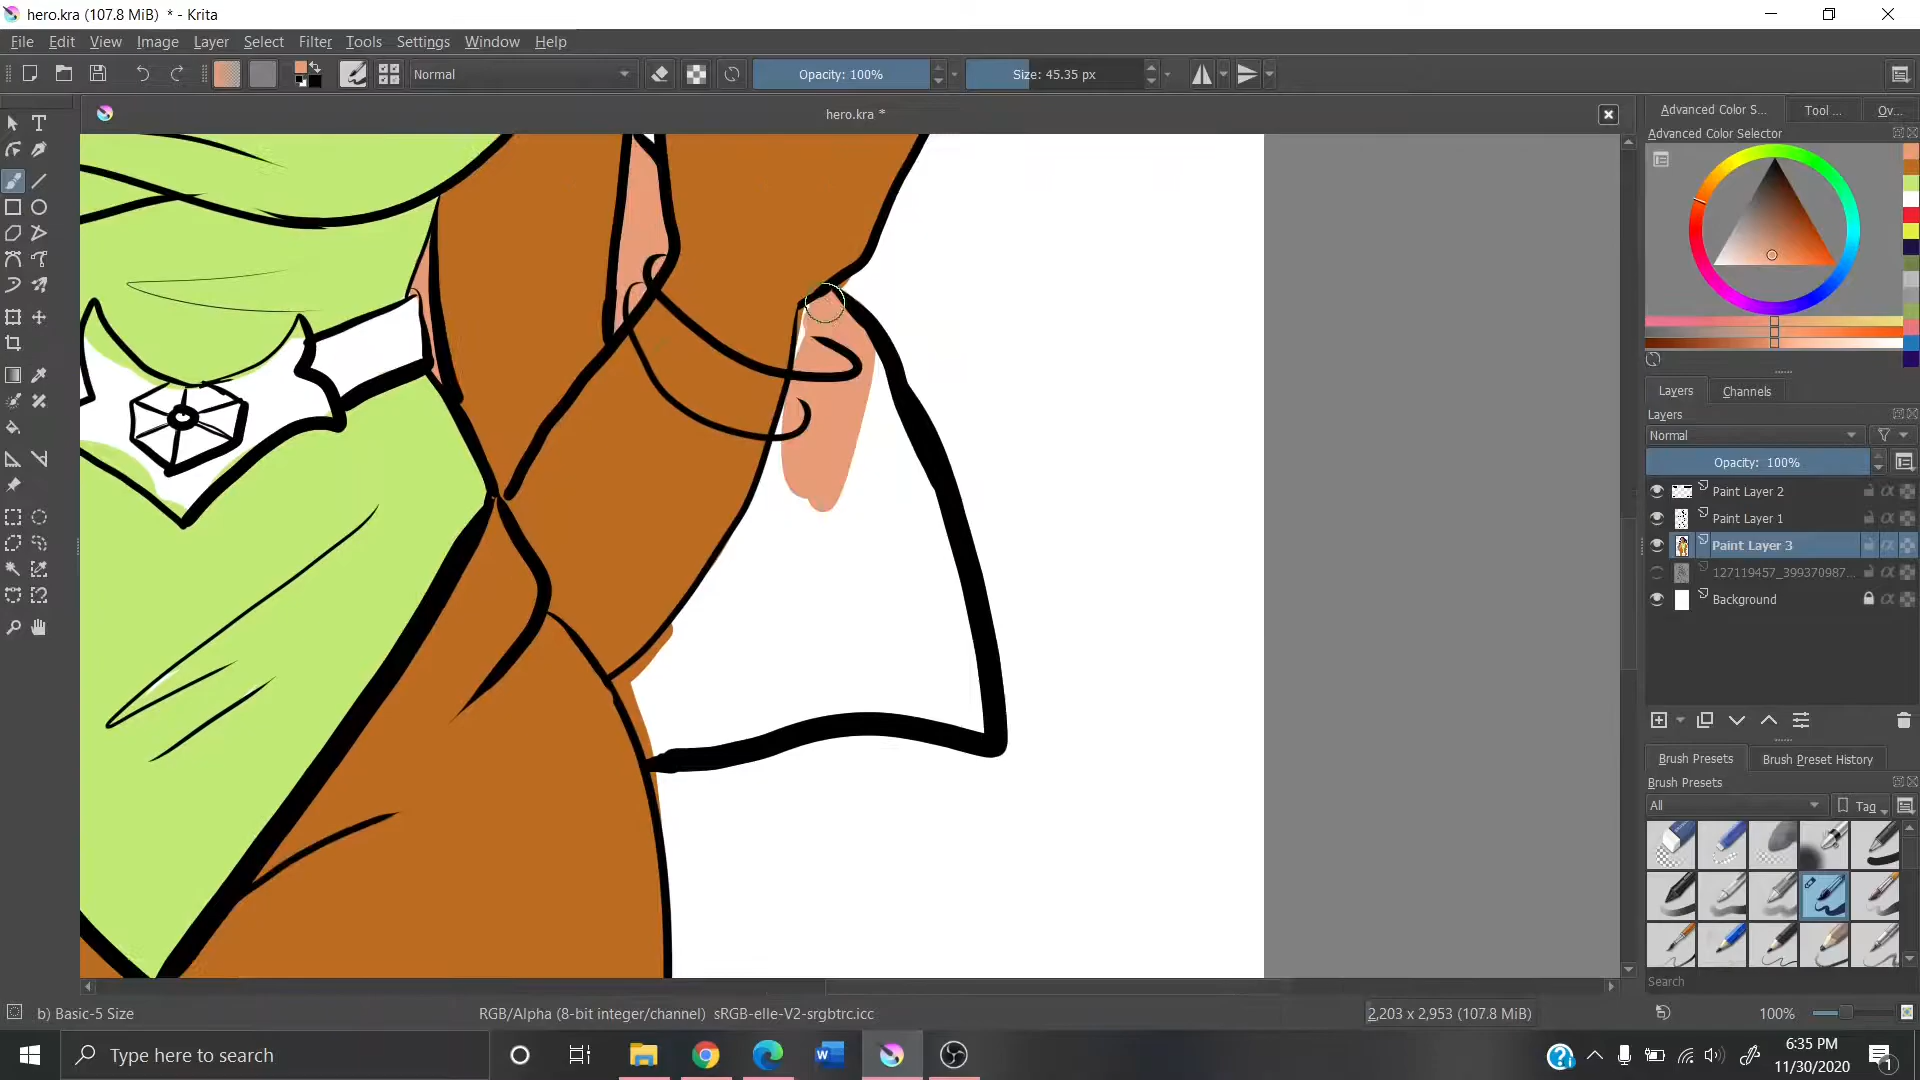 hero.kra (107.8 MiB) * - Krita
File Edit View Image Layer Select Filter Tools Settings Window Help
Normal Opacity: 100% Size: 45.35 px
hero.kra *
Advanced Color S... Tool ... Ov...
Advanced Color Selector
Layers Channels
Layers
Normal
Opacity: 100%
Paint Layer 2
Paint Layer 1
Paint Layer 3
127119457_399370987...
Background
Brush Presets Brush Preset History
Brush Presets
All Tag
Search
b) Basic-5 Size RGB/Alpha (8-bit integer/channel) sRGB-elle-V2-srgbtrc.icc 2,203 x 2,953 (107.8 MiB) 100%
Type here to search
6:35 PM
11/30/2020
1